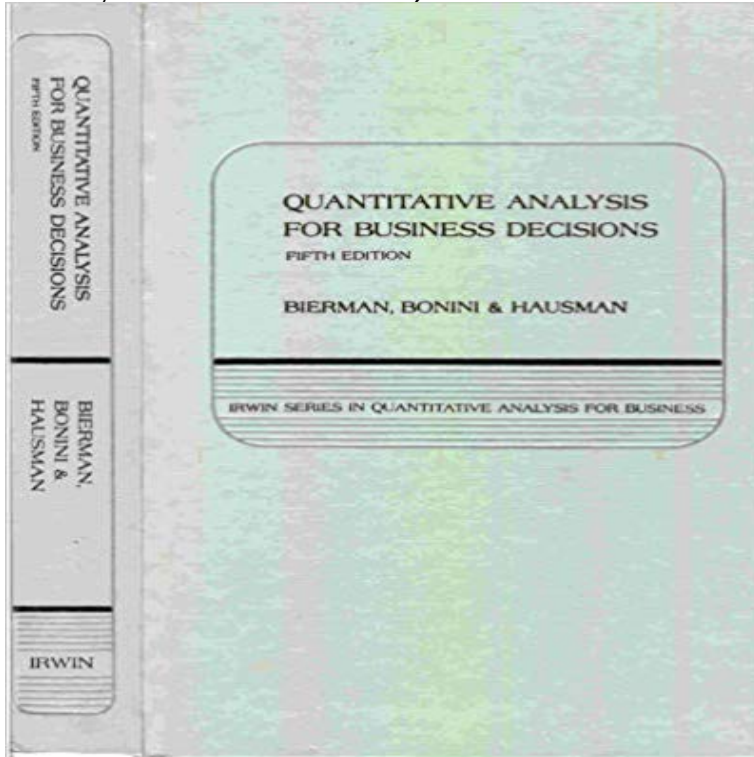 QUANTITATIVE ANALYSIS
FOR BUSINESS DECISIONS
FIFTH EDITION
BIERMAN,
BONINI &
HAUSMAN
IRWIN
QUANTITATIVE ANALYSIS
FOR BUSINESS DECISIONS
FIFTH EDITION
BIERMAN, BONINI & HAUSMAN
IRWIN SERIES IN QUANTITATIVE ANALYSIS FOR BUSINESS